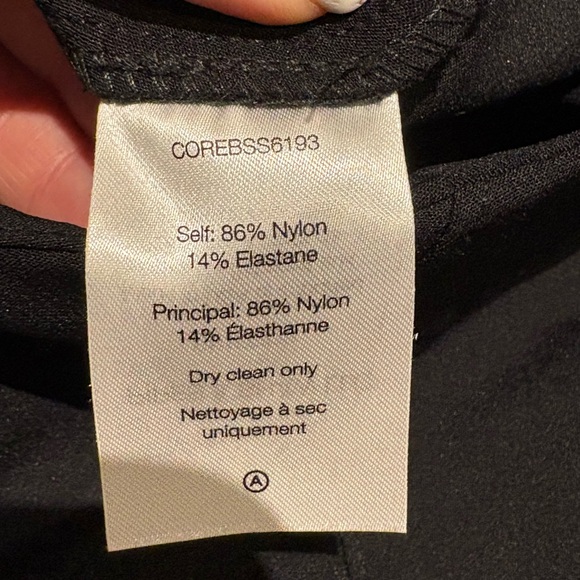 COREBSS6193
Self: 86% Nylon
14% Elastane
Principal: 86% Nylon
14% Élasthanne
Dry clean only
Nettoyage à sec
uniquement
A